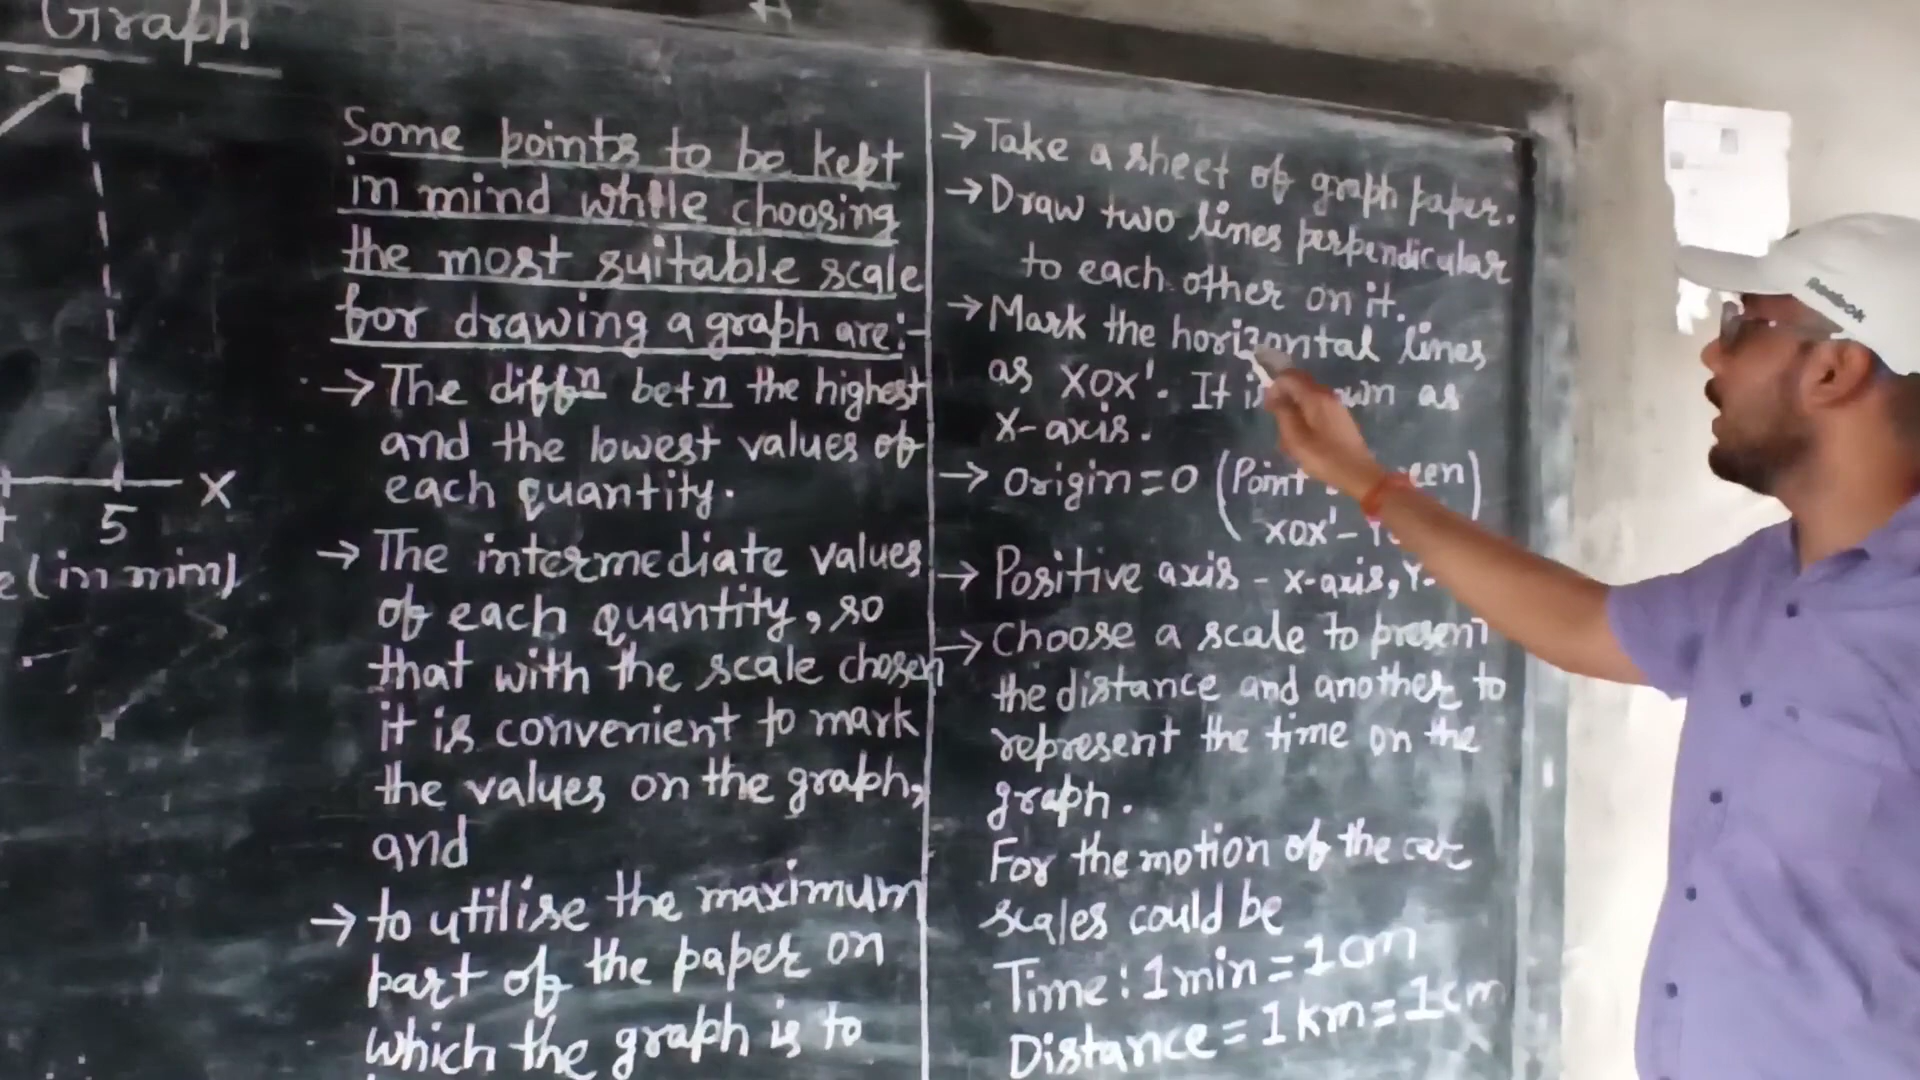 Graph
X
5
(in min)
Some points to be kept
in mind while choosing
the most suitable scale
for drawing a graph are:-
→ The diffn betn the highest
and the lowest values of
each quantity.
→ The intermediate values
of each quantity, so
that with the scale chosen
it is convenient to mark
the values on the graph,
and
→ to utilise the maximum
part of the paper on
which the graph is to
→ Take a sheet of graph paper.
→ Draw two lines perpendicular
to each other on it.
→ Mark the horizontal lines
as XOX'. It as
X-axis.
→ Origin = 0 (Point
XOX'-
→ Positive axis - x-axis, Y-
→ Choose a scale to present
the distance and another to
represent the time on the
graph.
For the motion of the car
scales could be
Time: 1 min = 1 cm
Distance = 1 km = 1 cm
Reebok